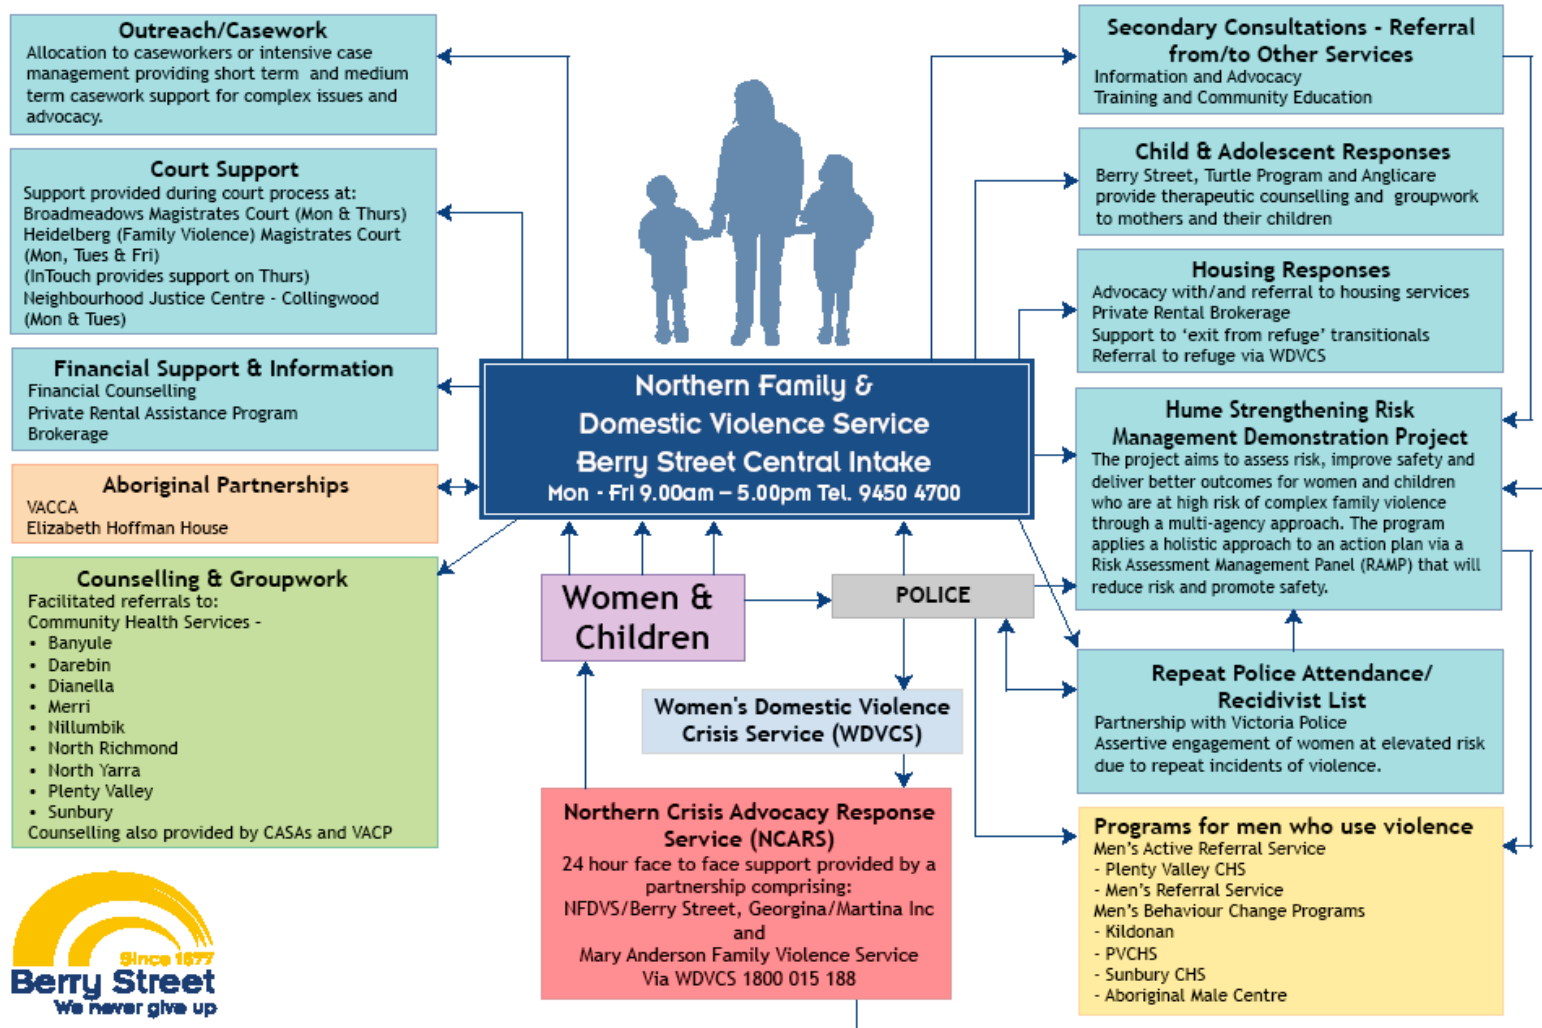 Outreach/Casework
Allocation to caseworkers or intensive case
management providing short term and medium
term casework support for complex issues and
advocacy.
Court Support
Support provided during court process at:
Broadmeadows Magistrates Court (Mon & Thurs)
Heidelberg (Family Violence) Magistrates Court
(Mon, Tues & Fri)
(InTouch provides support on Thurs)
Neighbourhood Justice Centre - Collingwood
(Mon & Tues)
Financial Support & Information
Financial Counselling
Private Rental Assistance Program
Brokerage
Aboriginal Partnerships
VACCA
Elizabeth Hoffman House
Counselling & Groupwork
Facilitated referrals to:
Community Health Services -
• Banyule
• Darebin
• Dianella
• Merri
• Nillumbik
• North Richmond
• North Yarra
• Plenty Valley
• Sunbury
Counselling also provided by CASAs and VACP
Since 1877
Berry Street
We never give up
Northern Family &
Domestic Violence Service
Berry Street Central Intake
Mon - Fri 9.00am – 5.00pm Tel. 9450 4700
Women &
Children
POLICE
Women's Domestic Violence
Crisis Service (WDVCS)
Northern Crisis Advocacy Response
Service (NCARS)
24 hour face to face support provided by a
partnership comprising:
NFDVS/Berry Street, Georgina/Martina Inc
and
Mary Anderson Family Violence Service
Via WDVCS 1800 015 188
Secondary Consultations - Referral
from/to Other Services
Information and Advocacy
Training and Community Education
Child & Adolescent Responses
Berry Street, Turtle Program and Anglicare
provide therapeutic counselling and groupwork
to mothers and their children
Housing Responses
Advocacy with/and referral to housing services
Private Rental Brokerage
Support to ‘exit from refuge’ transitionals
Referral to refuge via WDVCS
Hume Strengthening Risk
Management Demonstration Project
The project aims to assess risk, improve safety and
deliver better outcomes for women and children
who are at high risk of complex family violence
through a multi-agency approach. The program
applies a holistic approach to an action plan via a
Risk Assessment Management Panel (RAMP) that will
reduce risk and promote safety.
Repeat Police Attendance/
Recidivist List
Partnership with Victoria Police
Assertive engagement of women at elevated risk
due to repeat incidents of violence.
Programs for men who use violence
Men’s Active Referral Service
- Plenty Valley CHS
- Men’s Referral Service
Men’s Behaviour Change Programs
- Kildonan
- PVCHS
- Sunbury CHS
- Aboriginal Male Centre